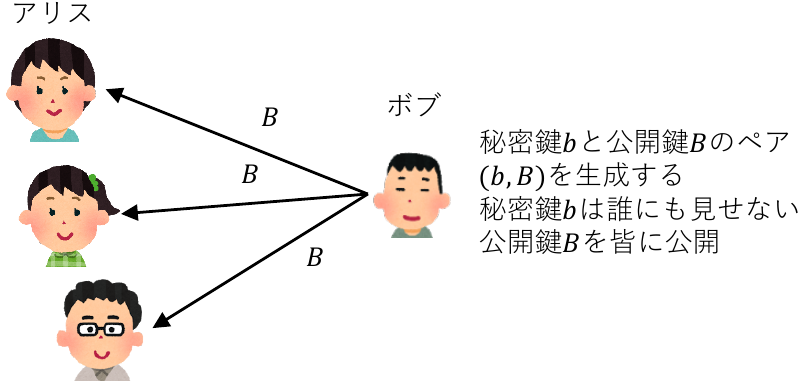 アリス
ボブ
B
B
B
秘密鍵bと公開鍵Bのペア
(b, B)を生成する
秘密鍵bは誰にも見せない
公開鍵Bを皆に公開